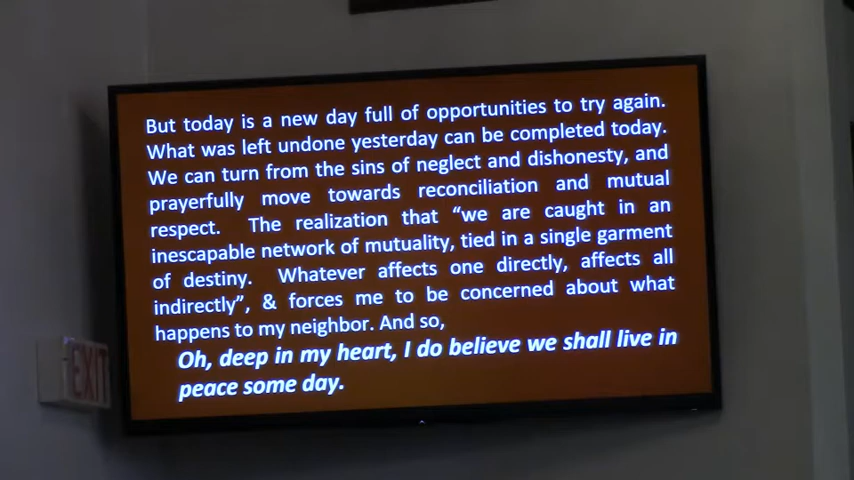 But today is a new day full of opportunities to try again.
What was left undone yesterday can be completed today.
We can turn from the sins of neglect and dishonesty, and
prayerfully move towards reconciliation and mutual
respect. The realization that “we are caught in an
inescapable network of mutuality, tied in a single garment
of destiny. Whatever affects one directly, affects all
indirectly”, & forces me to be concerned about what
happens to my neighbor. And so,
Oh, deep in my heart, I do believe we shall live in
peace some day.
EXIT